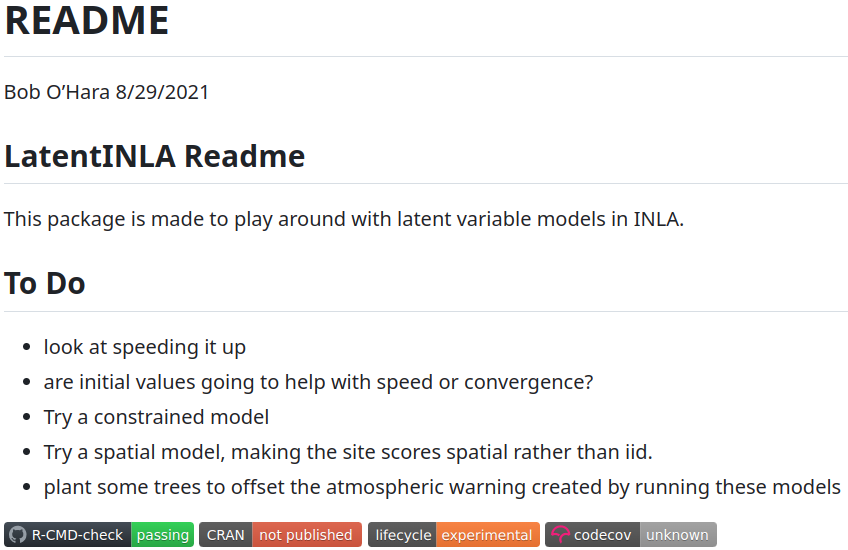 README
Bob O’Hara 8/29/2021
LatentINLA Readme
This package is made to play around with latent variable models in INLA.
To Do
• look at speeding it up
• are initial values going to help with speed or convergence?
• Try a constrained model
• Try a spatial model, making the site scores spatial rather than iid.
• plant some trees to offset the atmospheric warning created by running these models
R-CMD-check passing CRAN not published lifecycle experimental codecov unknown